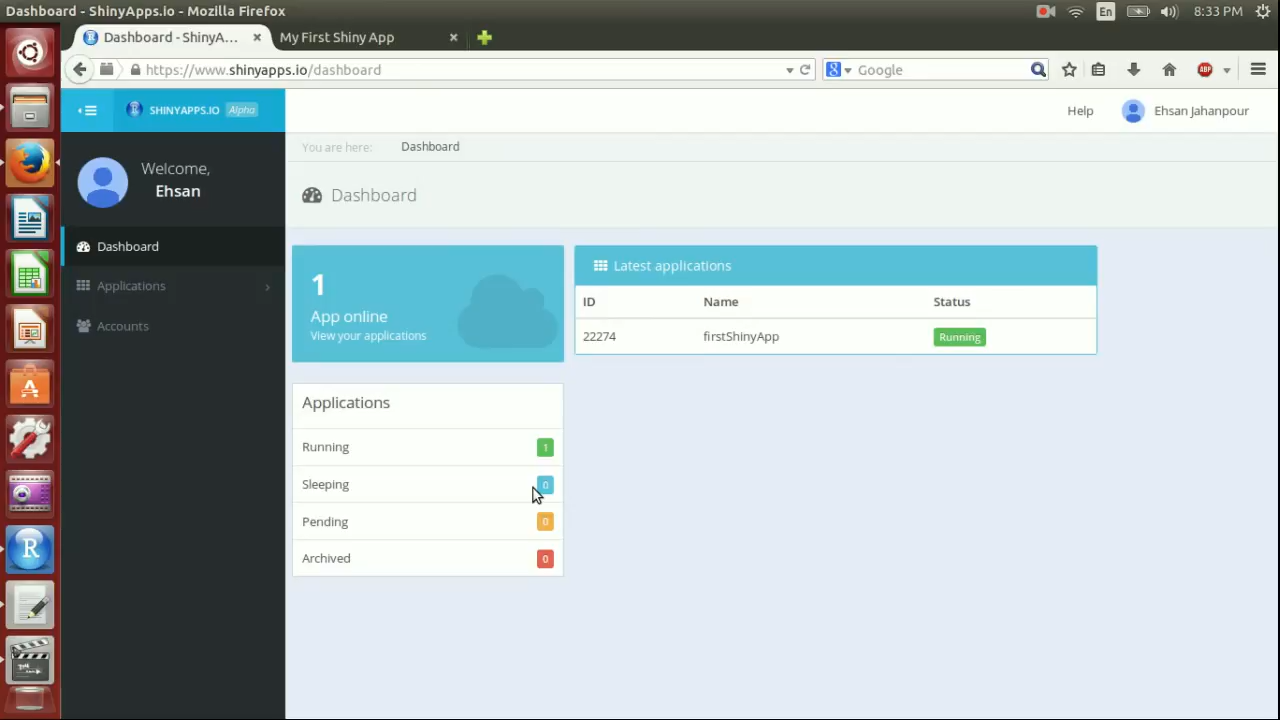 Dashboard - ShinyApps.io - Mozilla Firefox
En
8:33 PM
Dashboard - ShinyA...
My First Shiny App
https://www.shinyapps.io/dashboard
Google
ABP
SHINYAPPS.IO Alpha
Help
Ehsan Jahanpour
Welcome,
Ehsan
You are here:
Dashboard
Dashboard
Dashboard
Applications
Accounts
1
App online
View your applications
Latest applications
ID Name Status
22274 firstShinyApp Running
Applications
Running 1
Sleeping 0
Pending 0
Archived 0